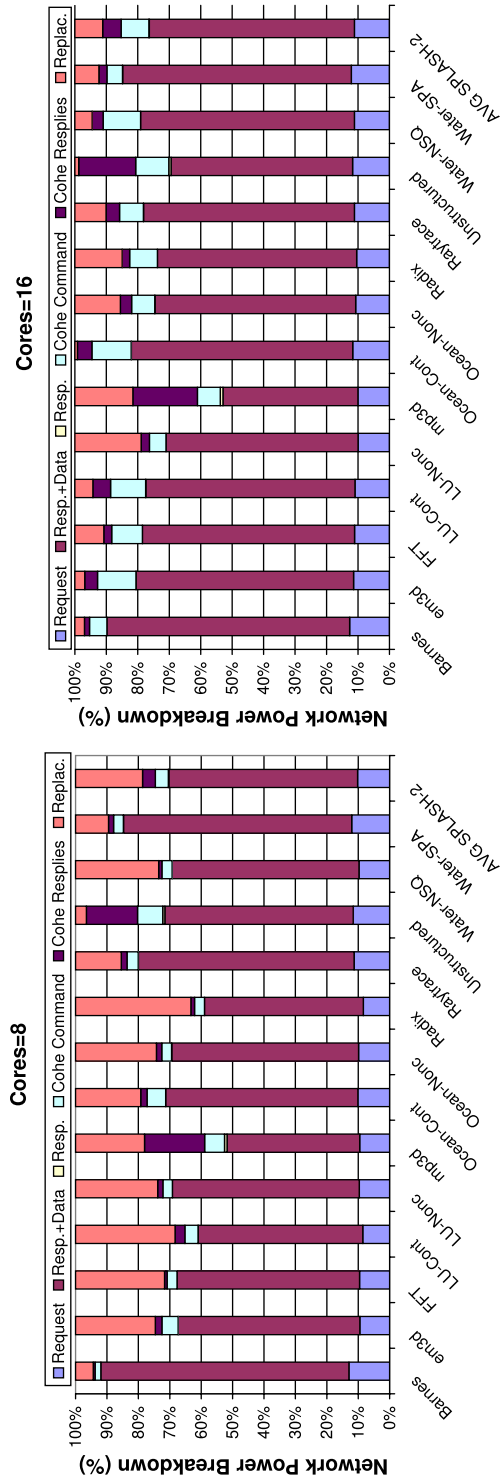 Cores=8
Request Resp.+Data Resp. Cohe Command Cohe Resplies Replac.
Network Power Breakdown (%)
100%
90%
80%
70%
60%
50%
40%
30%
20%
10%
0%
Barnes
em3d
FFT
LU-Cont
LU-Nonc
mp3d
Ocean-Cont
Ocean-Nonc
Radix
Raytrace
Unstructured
Water-NSQ
Water-SPA
AVG SPLASH-2
Cores=16
Request Resp.+Data Resp. Cohe Command Cohe Resplies Replac.
Network Power Breakdown (%)
100%
90%
80%
70%
60%
50%
40%
30%
20%
10%
0%
Barnes
em3d
FFT
LU-Cont
LU-Nonc
mp3d
Ocean-Cont
Ocean-Nonc
Radix
Raytrace
Unstructured
Water-NSQ
Water-SPA
AVG SPLASH-2